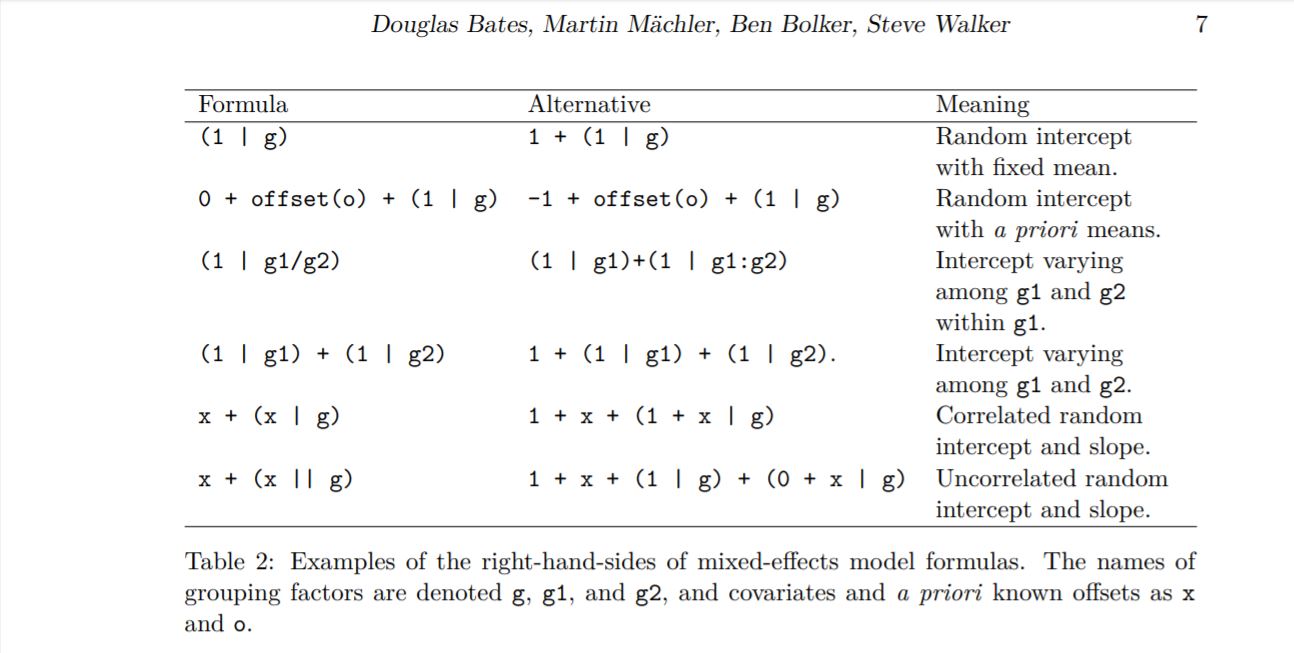 Douglas Bates, Martin Mächler, Ben Bolker, Steve Walker 7
Formula Alternative Meaning
(1 | g) 1 + (1 | g) Random intercept
with fixed mean.
0 + offset(o) + (1 | g) -1 + offset(o) + (1 | g) Random intercept
with a priori means.
(1 | g1/g2) (1 | g1)+(1 | g1:g2) Intercept varying
among g1 and g2
within g1.
(1 | g1) + (1 | g2) 1 + (1 | g1) + (1 | g2). Intercept varying
among g1 and g2.
x + (x | g) 1 + x + (1 + x | g) Correlated random
intercept and slope.
x + (x || g) 1 + x + (1 | g) + (0 + x | g) Uncorrelated random
intercept and slope.
Table 2: Examples of the right-hand-sides of mixed-effects model formulas. The names of
grouping factors are denoted g, g1, and g2, and covariates and a priori known offsets as x
and o.